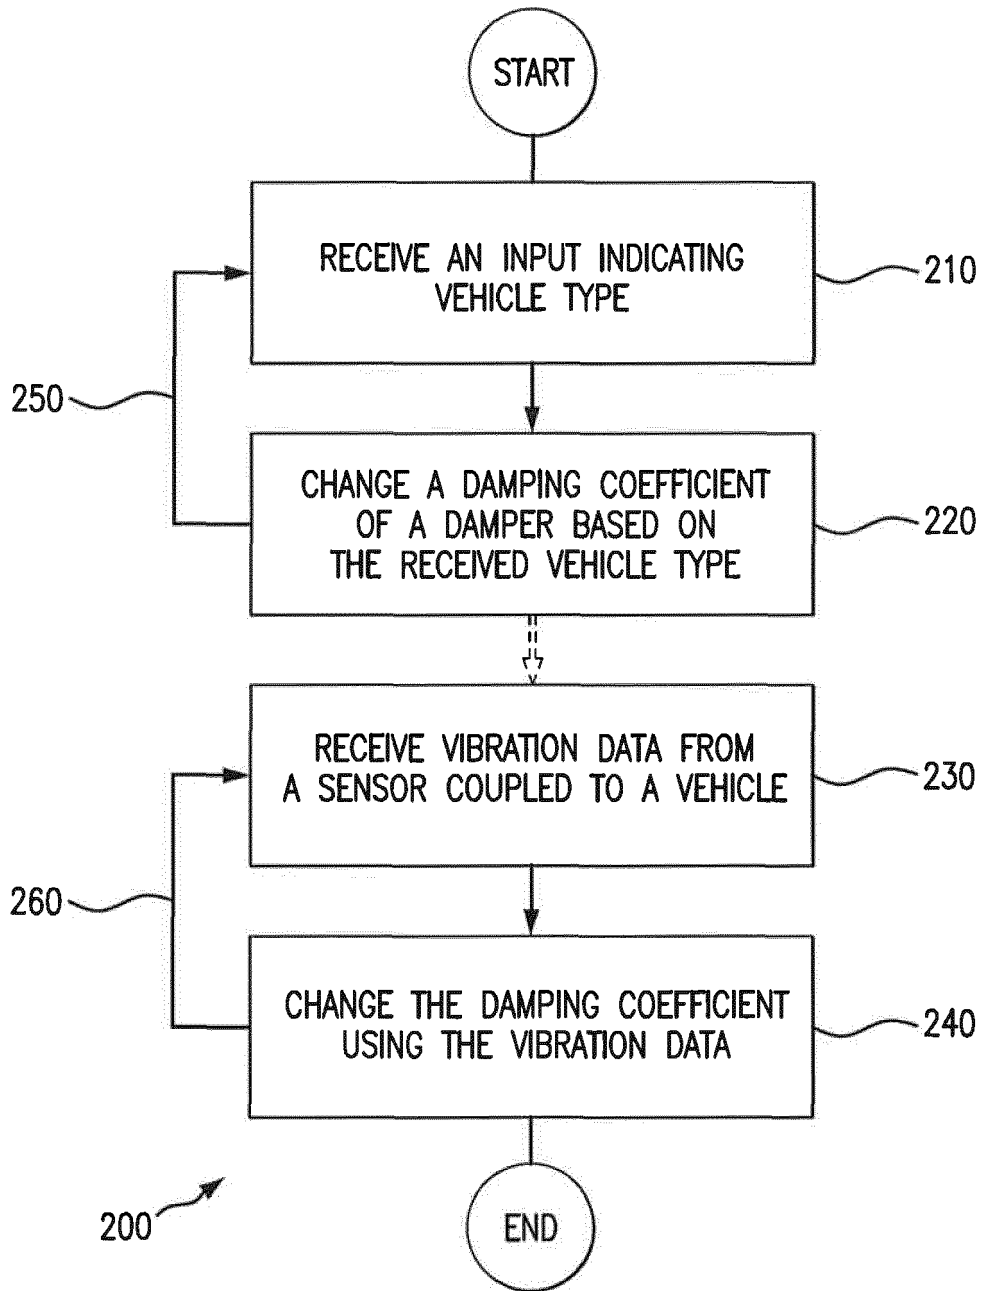 START
RECEIVE AN INPUT INDICATING
VEHICLE TYPE
210
250
CHANGE A DAMPING COEFFICIENT
OF A DAMPER BASED ON
THE RECEIVED VEHICLE TYPE
220
RECEIVE VIBRATION DATA FROM
A SENSOR COUPLED TO A VEHICLE
230
260
CHANGE THE DAMPING COEFFICIENT
USING THE VIBRATION DATA
240
200
END